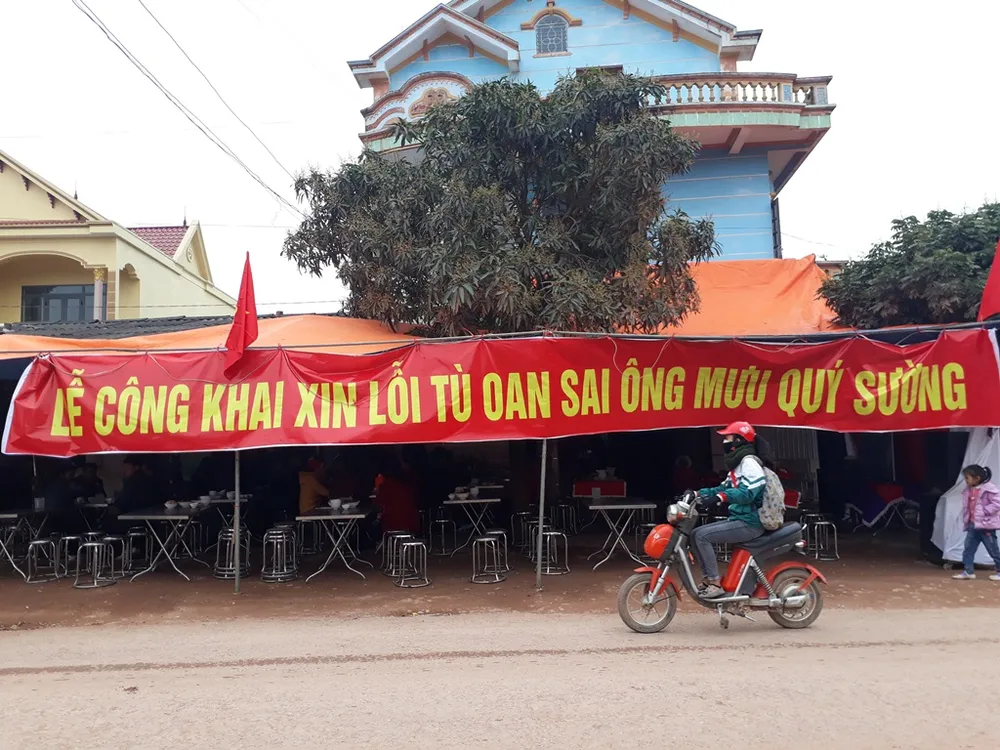 LỄ CÔNG KHAI XIN LỖI TÙ OAN SAI ÔNG MƯU QUÝ SƯỜNG